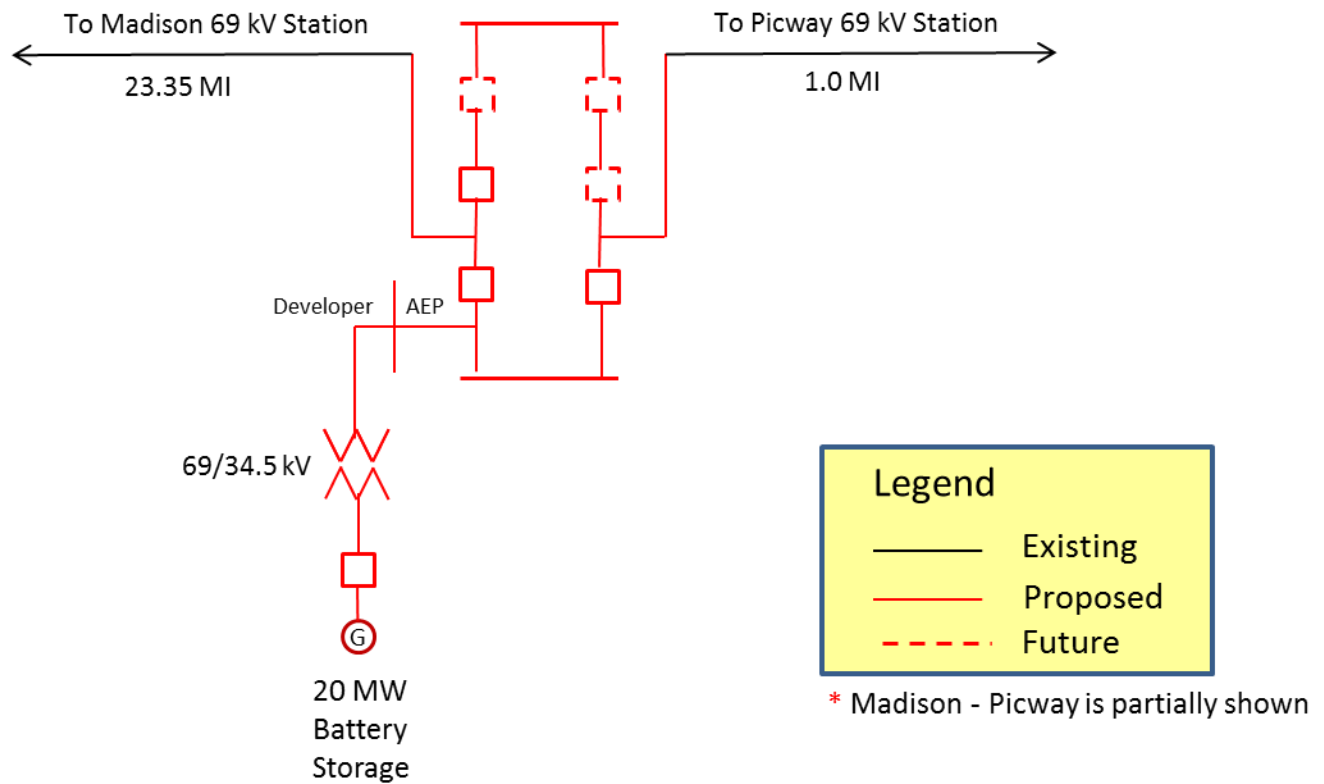 To Madison 69 kV Station
To Picway 69 kV Station
23.35 MI
1.0 MI
Developer
AEP
69/34.5 kV
G
20 MW
Battery
Storage
Legend
Existing
Proposed
Future
* Madison - Picway is partially shown